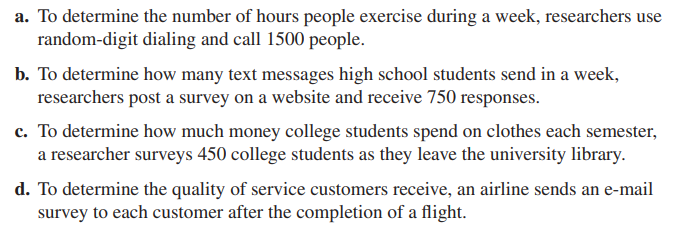 a. To determine the number of hours people exercise during a week, researchers use
random-digit dialing and call 1500 people.
b. To determine how many text messages high school students send in a week,
researchers post a survey on a website and receive 750 responses.
c. To determine how much money college students spend on clothes each semester,
a researcher surveys 450 college students as they leave the university library.
d. To determine the quality of service customers receive, an airline sends an e-mail
survey to each customer after the completion of a flight.